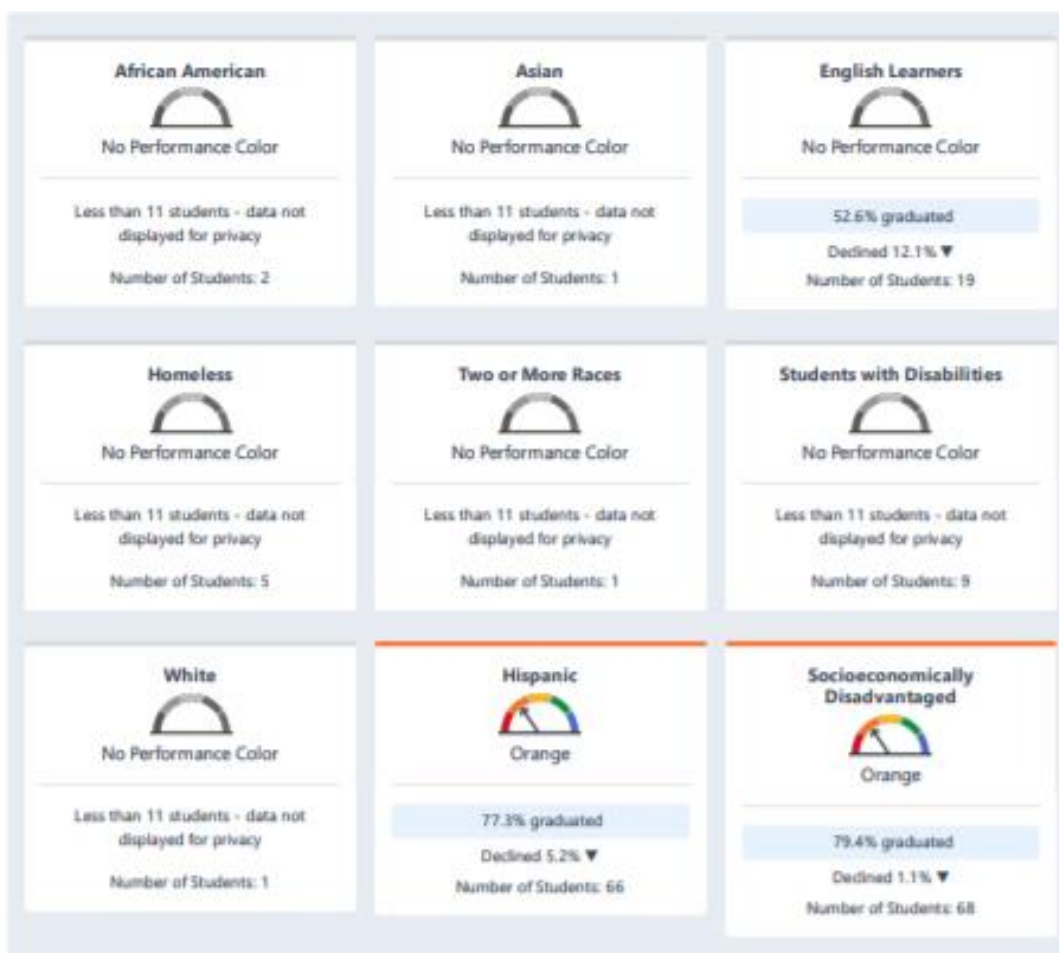 African American
No Performance Color
Less than 11 students - data not
displayed for privacy
Number of Students: 2
Asian
No Performance Color
Less than 11 students - data not
displayed for privacy
Number of Students: 1
English Learners
No Performance Color
52.6% graduated
Declined 12.1% ▼
Number of Students: 19
Homeless
No Performance Color
Less than 11 students - data not
displayed for privacy
Number of Students: 5
Two or More Races
No Performance Color
Less than 11 students - data not
displayed for privacy
Number of Students: 1
Students with Disabilities
No Performance Color
Less than 11 students - data not
displayed for privacy
Number of Students: 9
White
No Performance Color
Less than 11 students - data not
displayed for privacy
Number of Students: 1
Hispanic
Orange
77.3% graduated
Declined 5.2% ▼
Number of Students: 66
Socioeconomically
Disadvantaged
Orange
79.4% graduated
Declined 1.1% ▼
Number of Students: 68